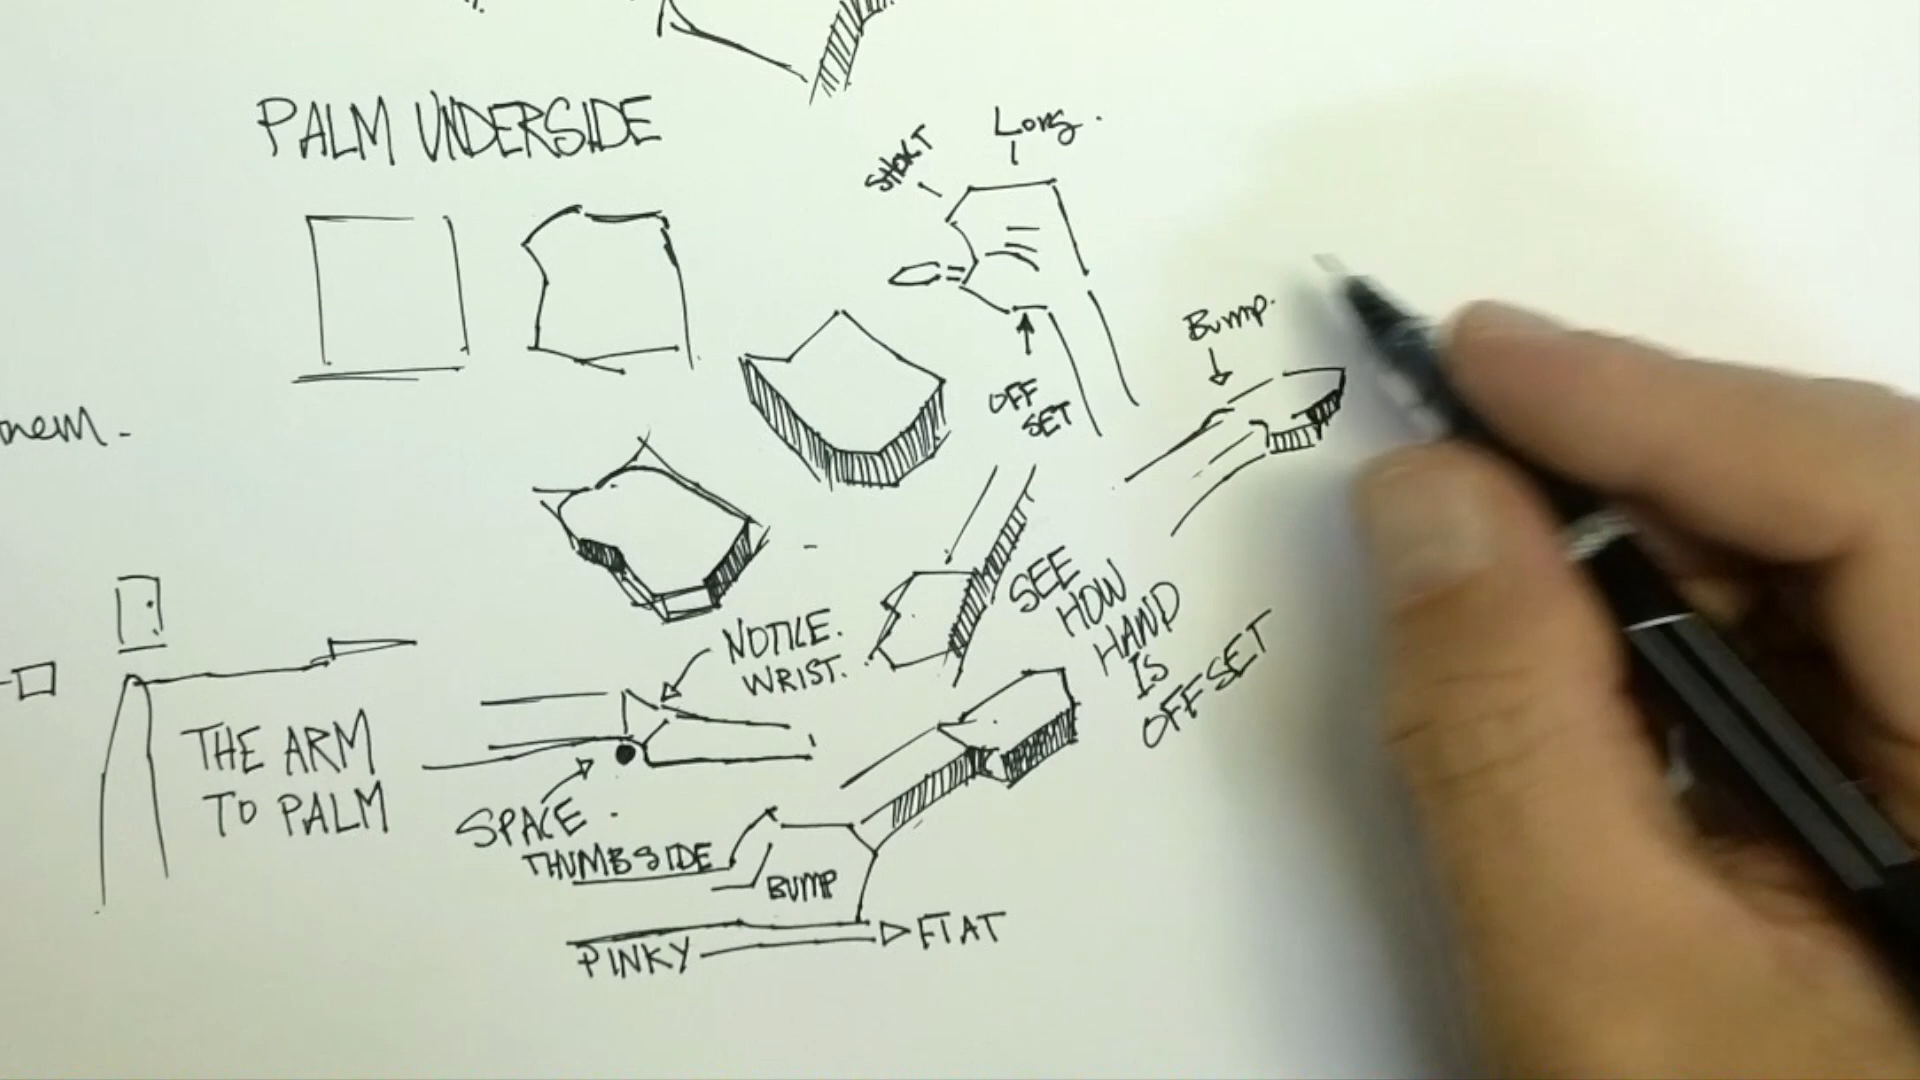 PALM UNDERSIDE
SHORT
Long.
OFF
SET
Bump.
NOTICE.
WRIST.
SEE
HOW
HAND
IS
OFFSET
THE ARM
TO PALM
SPACE.
THUMBSIDE
BUMP
PINKY
FLAT